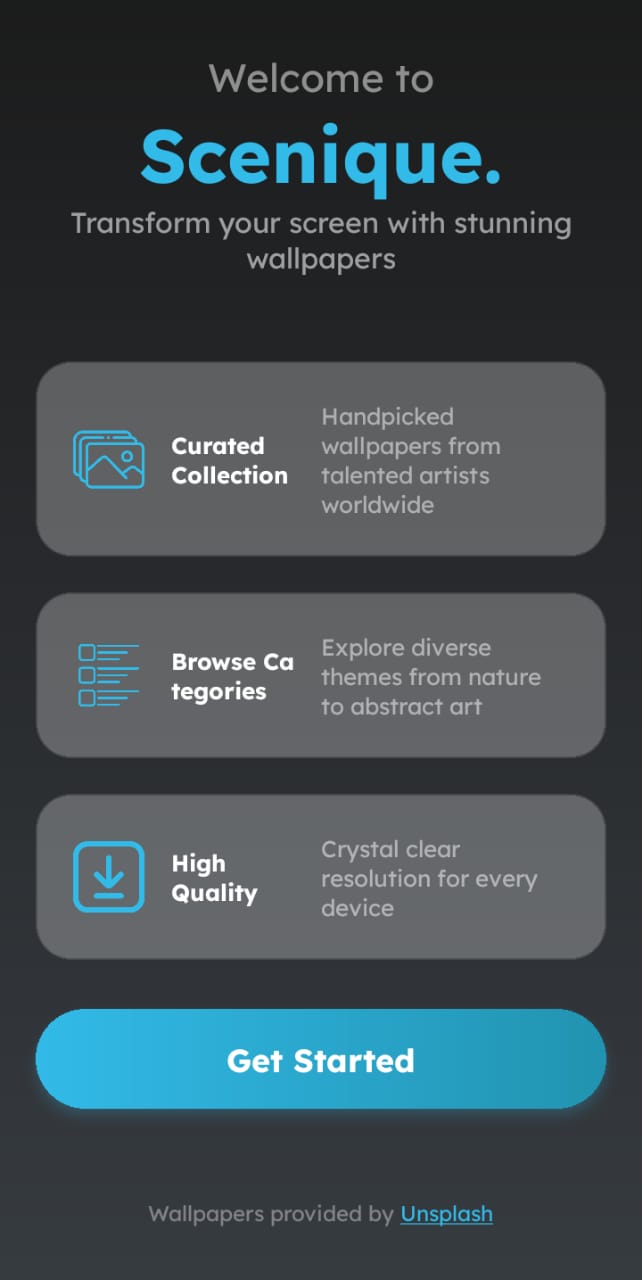 Welcome to
Scenique.
Transform your screen with stunning
wallpapers
Curated
Collection
Handpicked
wallpapers from
talented artists
worldwide
Browse Ca
tegories
Explore diverse
themes from nature
to abstract art
High
Quality
Crystal clear
resolution for every
device
Get Started
Wallpapers provided by Unsplash